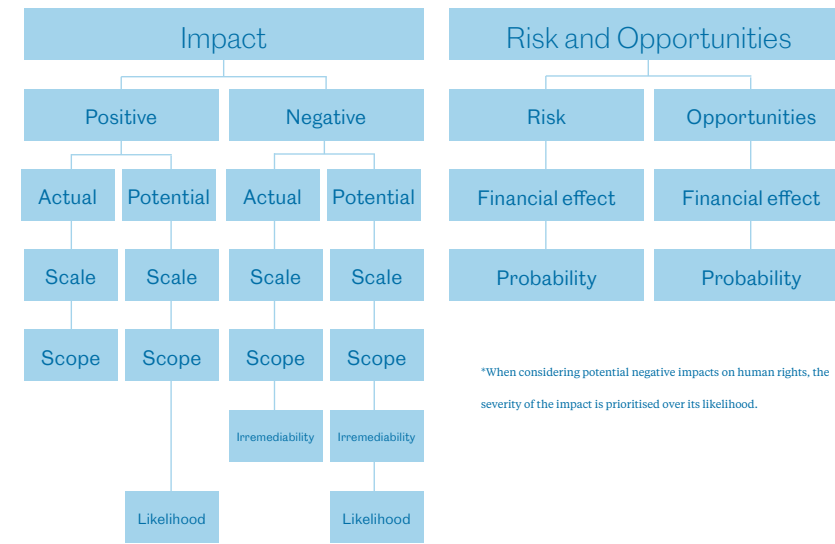 Impact
Risk and Opportunities
Positive
Negative
Risk
Opportunities
Actual
Potential
Actual
Potential
Financial effect
Financial effect
Scale
Scale
Scale
Scale
Probability
Probability
Scope
Scope
Scope
Scope
*When considering potential negative impacts on human rights, the
severity of the impact is prioritised over its likelihood.
Irremediability
Irremediability
Likelihood
Likelihood